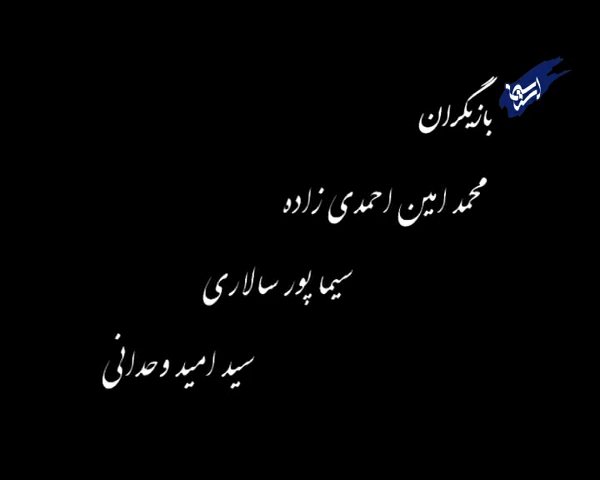 بازیگران
محمد امین احمدی زاده
سیما پور سالاری
سید امید وحدانی